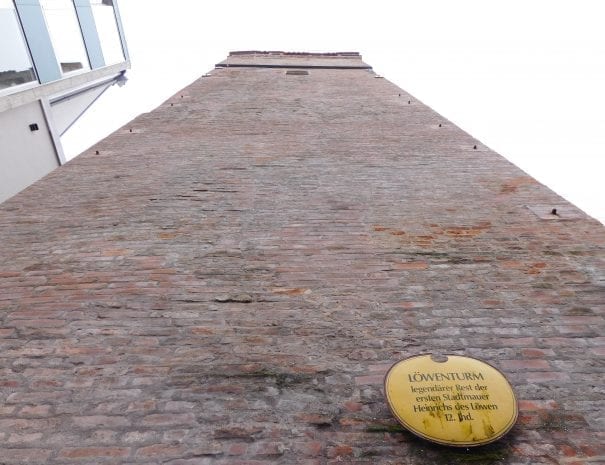 LÖWENTURM
legendärer Rest der
ersten Stadtmauer
Heinrichs des Löwen
12. Jhd.